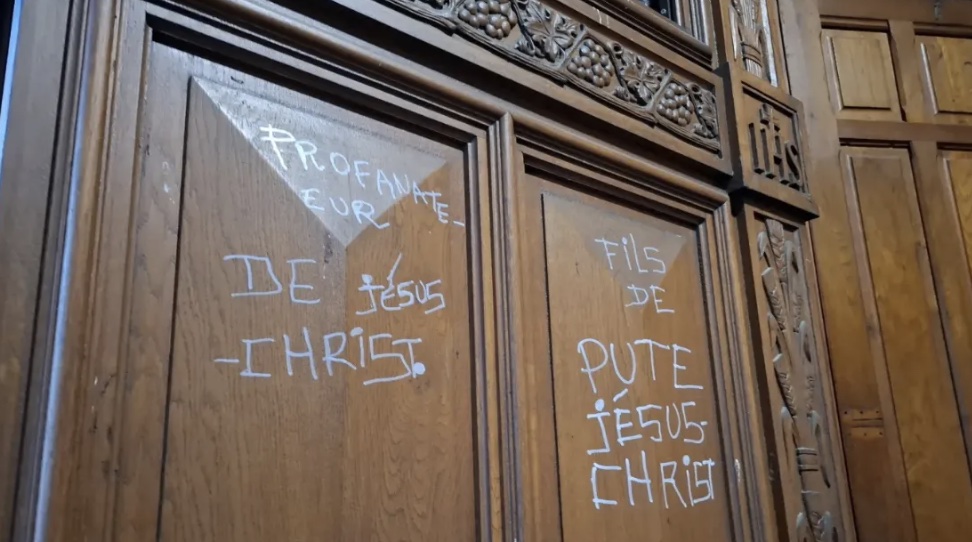 PROFANATE-
EUR
DE JÉSUS
-CHRIST.
FiLS
DE
PUTE
JÉSUS-
CHRiST
IHS